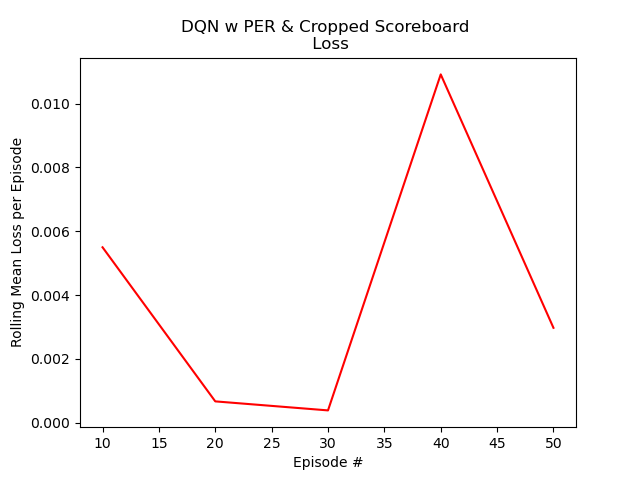 DQN w PER & Cropped Scoreboard
Loss
Rolling Mean Loss per Episode
0.010
0.008
0.006
0.004
0.002
0.000
10 15 20 25 30 35 40 45 50
Episode #